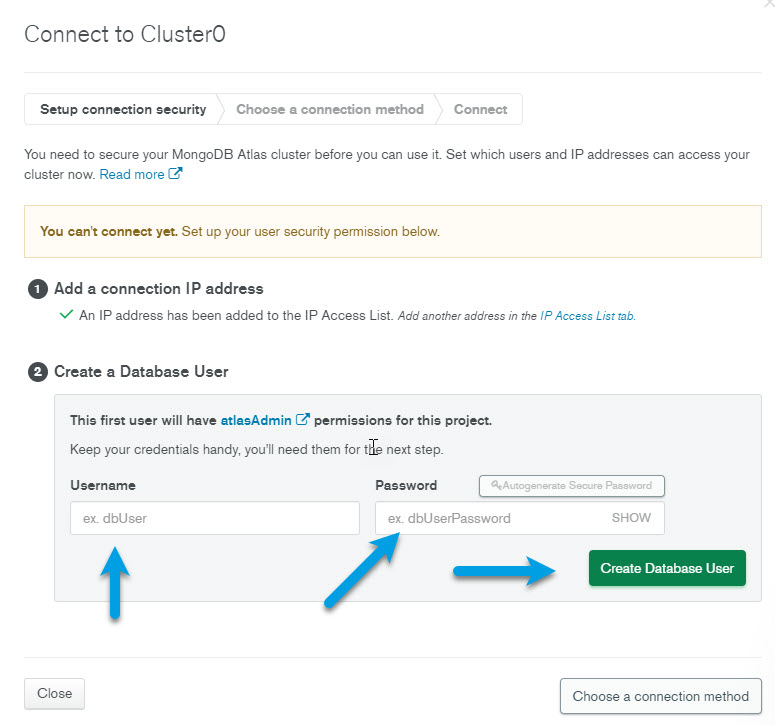 Connect to Cluster0
Setup connection security
Choose a connection method
Connect
You need to secure your MongoDB Atlas cluster before you can use it. Set which users and IP addresses can access your
cluster now. Read more
You can't connect yet. Set up your user security permission below.
1 Add a connection IP address
An IP address has been added to the IP Access List. Add another address in the IP Access List tab.
2 Create a Database User
This first user will have atlasAdmin permissions for this project.
Keep your credentials handy, you'll need them for the next step.
Username
Password
Autogenerate Secure Password
ex. dbUser
ex. dbUserPassword
SHOW
Create Database User
Close
Choose a connection method